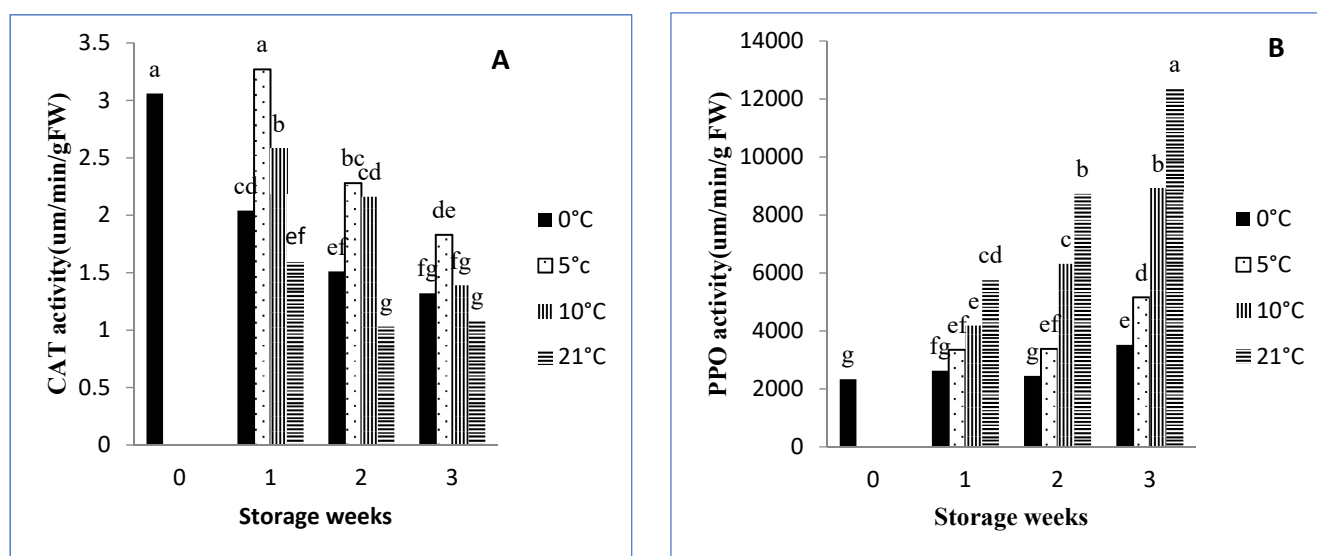 A
CAT activity(um/min/gFW)
3.5
3
2.5
2
1.5
1
0.5
0
a
cd
a
b
ef
ef
bc
cd
g
fg
de
fg
g
0
1
2
3
Storage weeks
0°C
5°c
10°C
21°C
B
PPO activity(um/min/g FW)
14000
12000
10000
8000
6000
4000
2000
0
g
fg
ef
e
cd
g
ef
c
b
e
d
b
a
0
1
2
3
Storage weeks
0°C
5°C
10°C
21°C